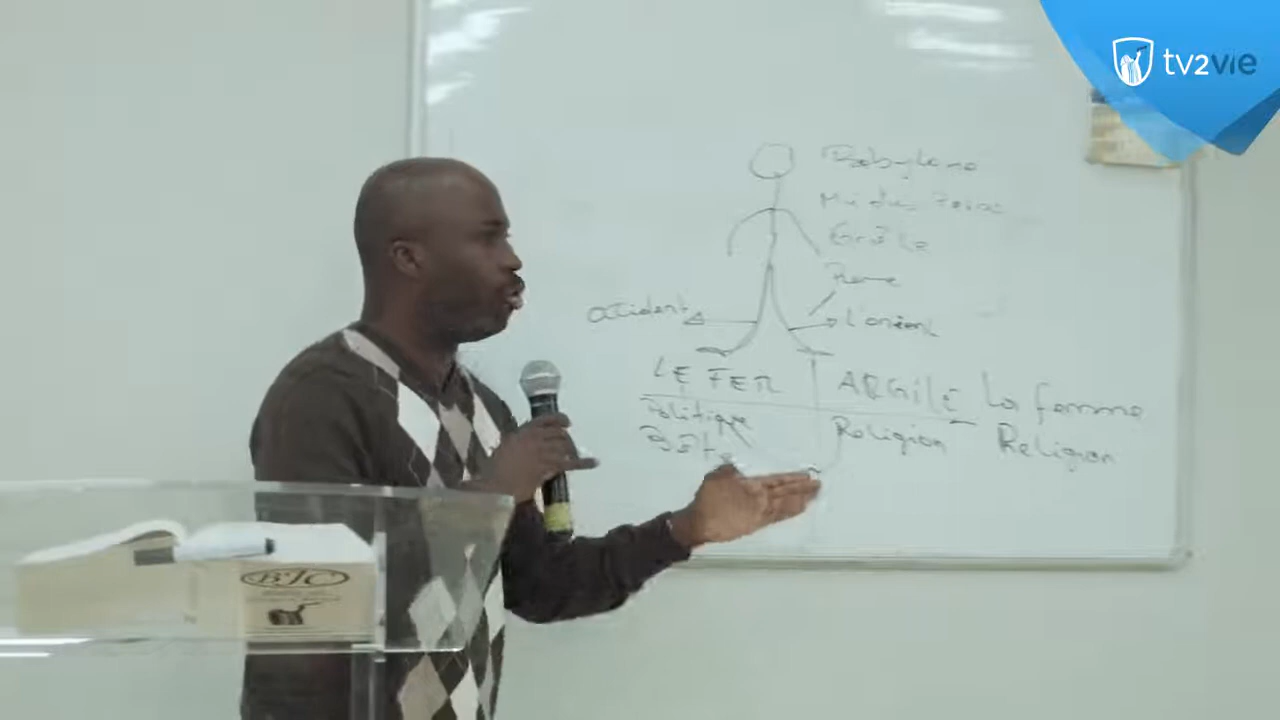 tv2vie
Babylone
Grèce
Rome
occident
L'orient
LE FER
ARGILE La femme
Politique
Religion Religion
BTC